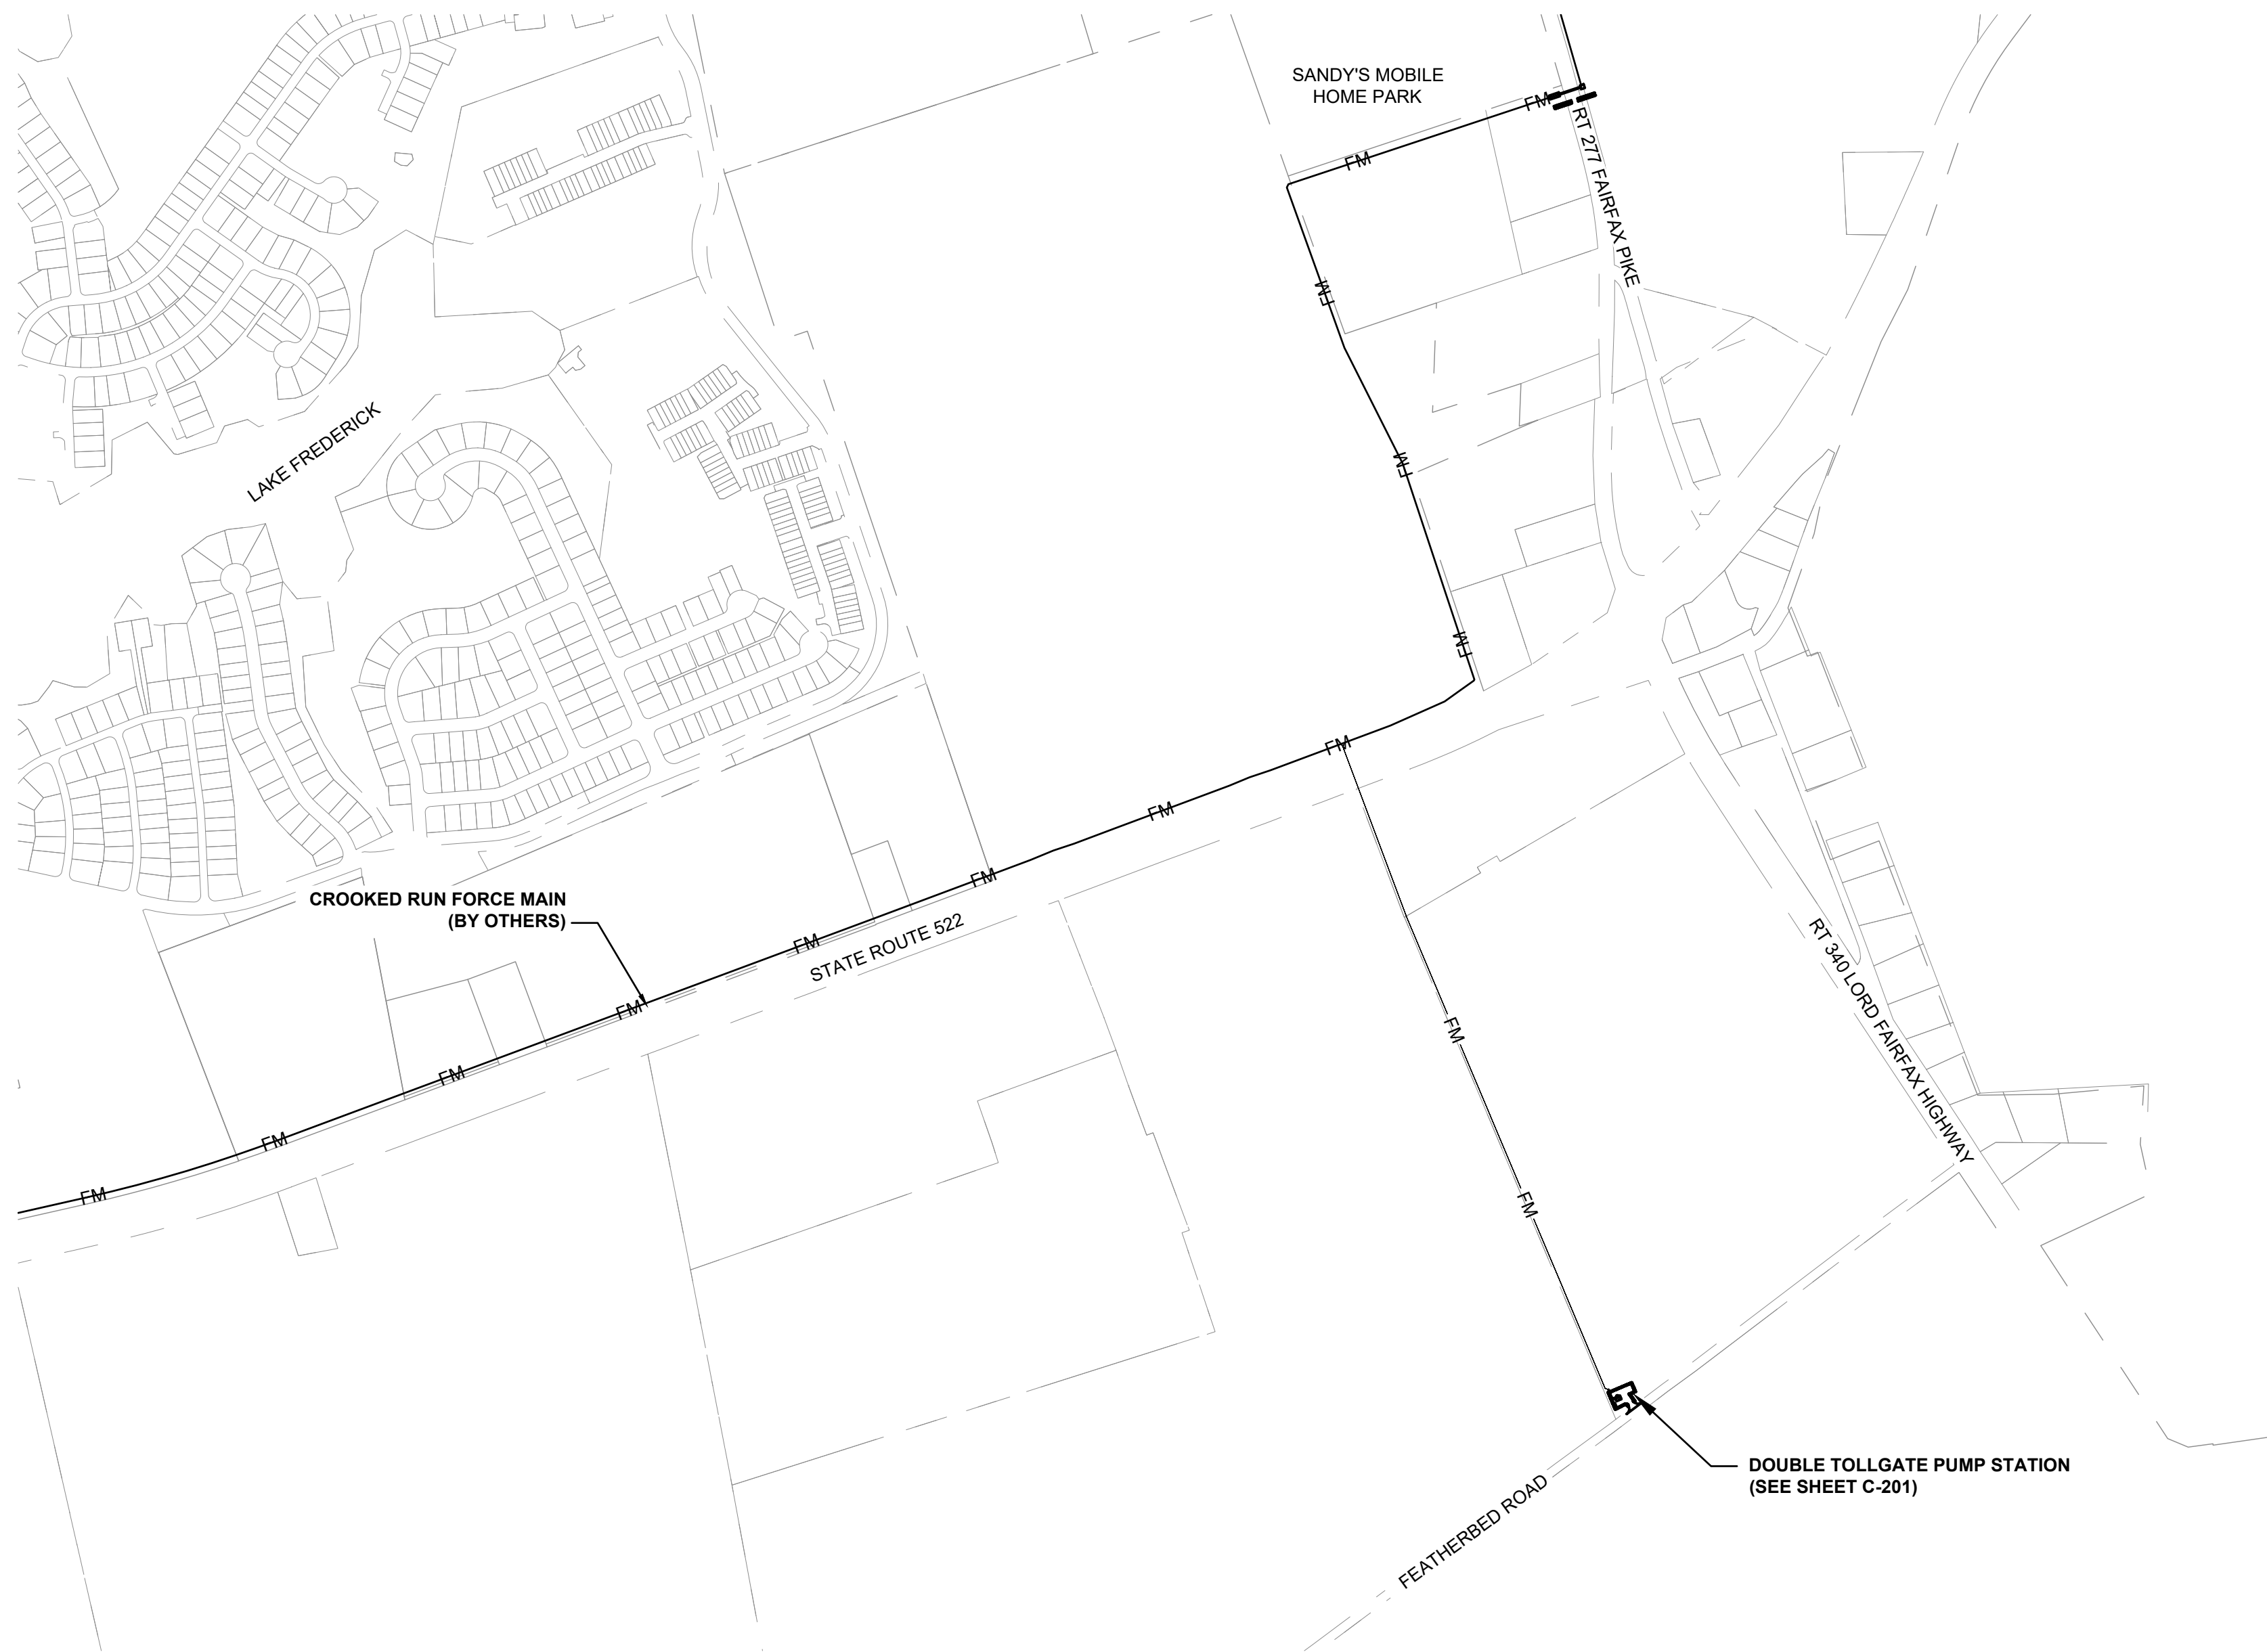 SANDY'S MOBILE
HOME PARK
FM
FM
RT 277 FAIRFAX PIKE
FM
LAKE FREDERICK
FM
FM
FM
FM
FM
CROOKED RUN FORCE MAIN
(BY OTHERS)
FM
STATE ROUTE 522
FM
FM
FM
FM
RT 340 LORD FAIRFAX HIGHWAY
FM
FM
DOUBLE TOLLGATE PUMP STATION
(SEE SHEET C-201)
FEATHERBED ROAD